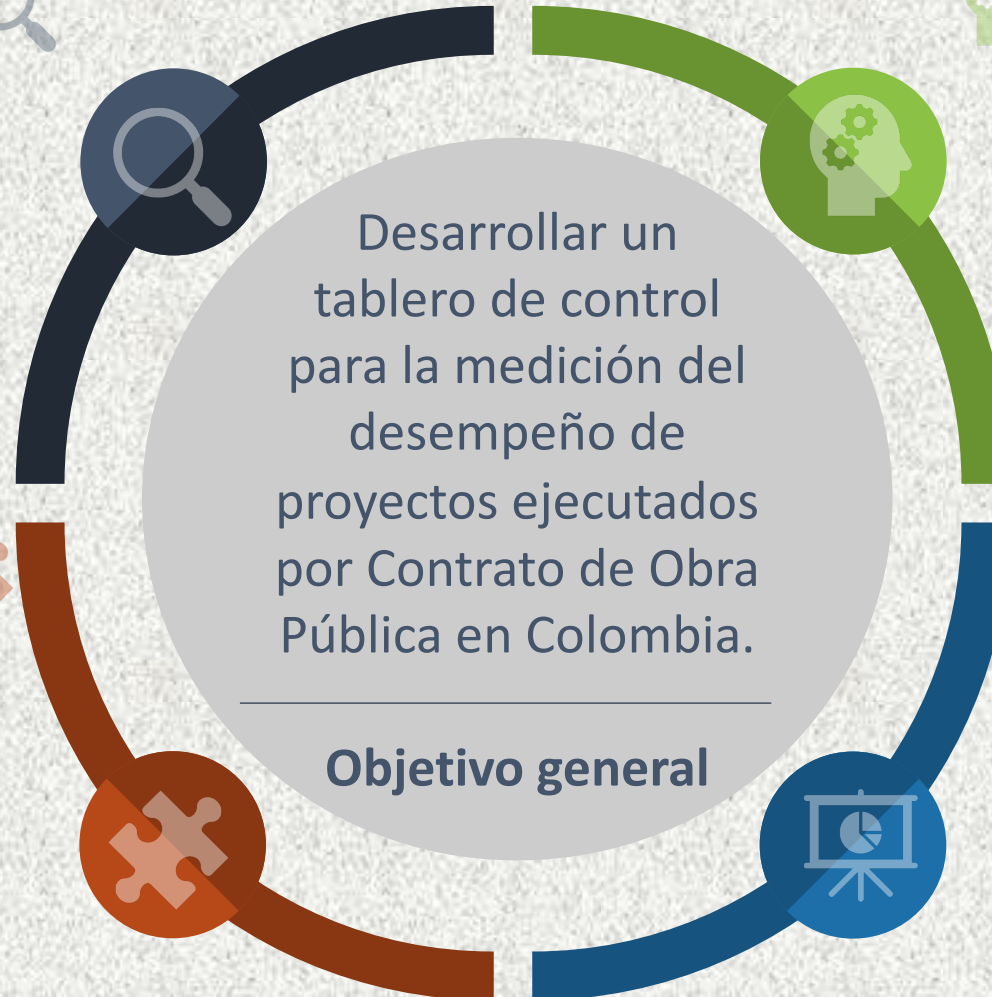 Desarrollar un
tablero de control
para la medición del
desempeño de
proyectos ejecutados
por Contrato de Obra
Pública en Colombia.
Objetivo general